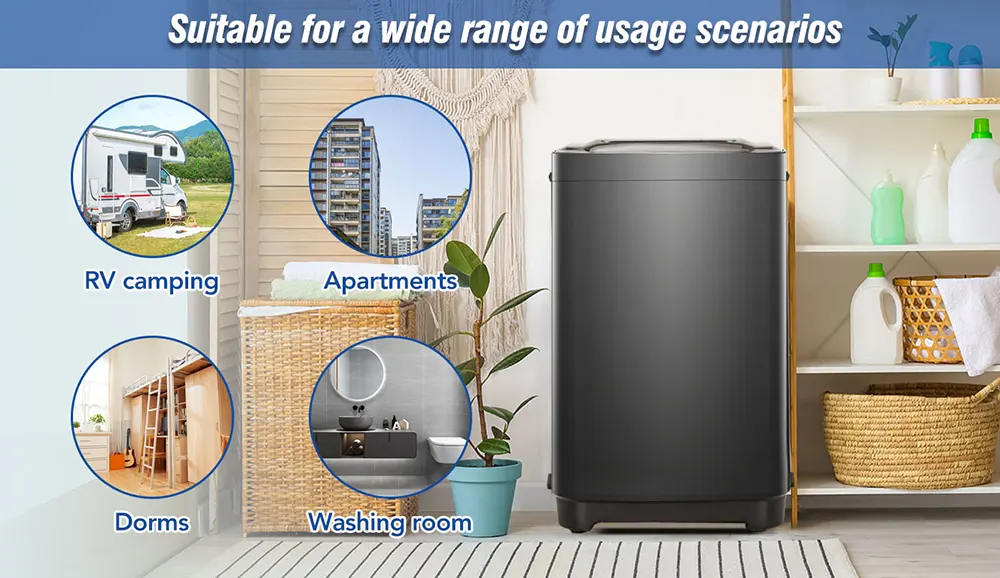 Suitable for a wide range of usage scenarios
RV camping
Apartments
Dorms
Washing room